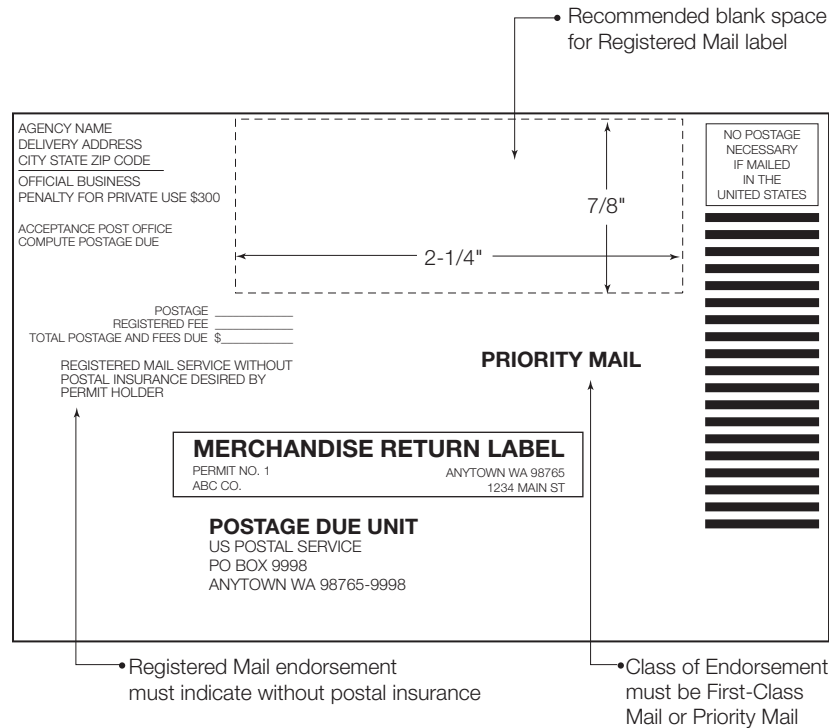 Recommended blank space
for Registered Mail label
AGENCY NAME
DELIVERY ADDRESS
CITY STATE ZIP CODE
OFFICIAL BUSINESS
PENALTY FOR PRIVATE USE $300
ACCEPTANCE POST OFFICE
COMPUTE POSTAGE DUE
7/8"
2-1/4"
NO POSTAGE
NECESSARY
IF MAILED
IN THE
UNITED STATES
POSTAGE
REGISTERED FEE
TOTAL POSTAGE AND FEES DUE $
REGISTERED MAIL SERVICE WITHOUT
POSTAL INSURANCE DESIRED BY
PERMIT HOLDER
PRIORITY MAIL
MERCHANDISE RETURN LABEL
PERMIT NO. 1 ANYTOWN WA 98765
ABC CO. 1234 MAIN ST
POSTAGE DUE UNIT
US POSTAL SERVICE
PO BOX 9998
ANYTOWN WA 98765-9998
Registered Mail endorsement
must indicate without postal insurance
Class of Endorsement
must be First-Class
Mail or Priority Mail